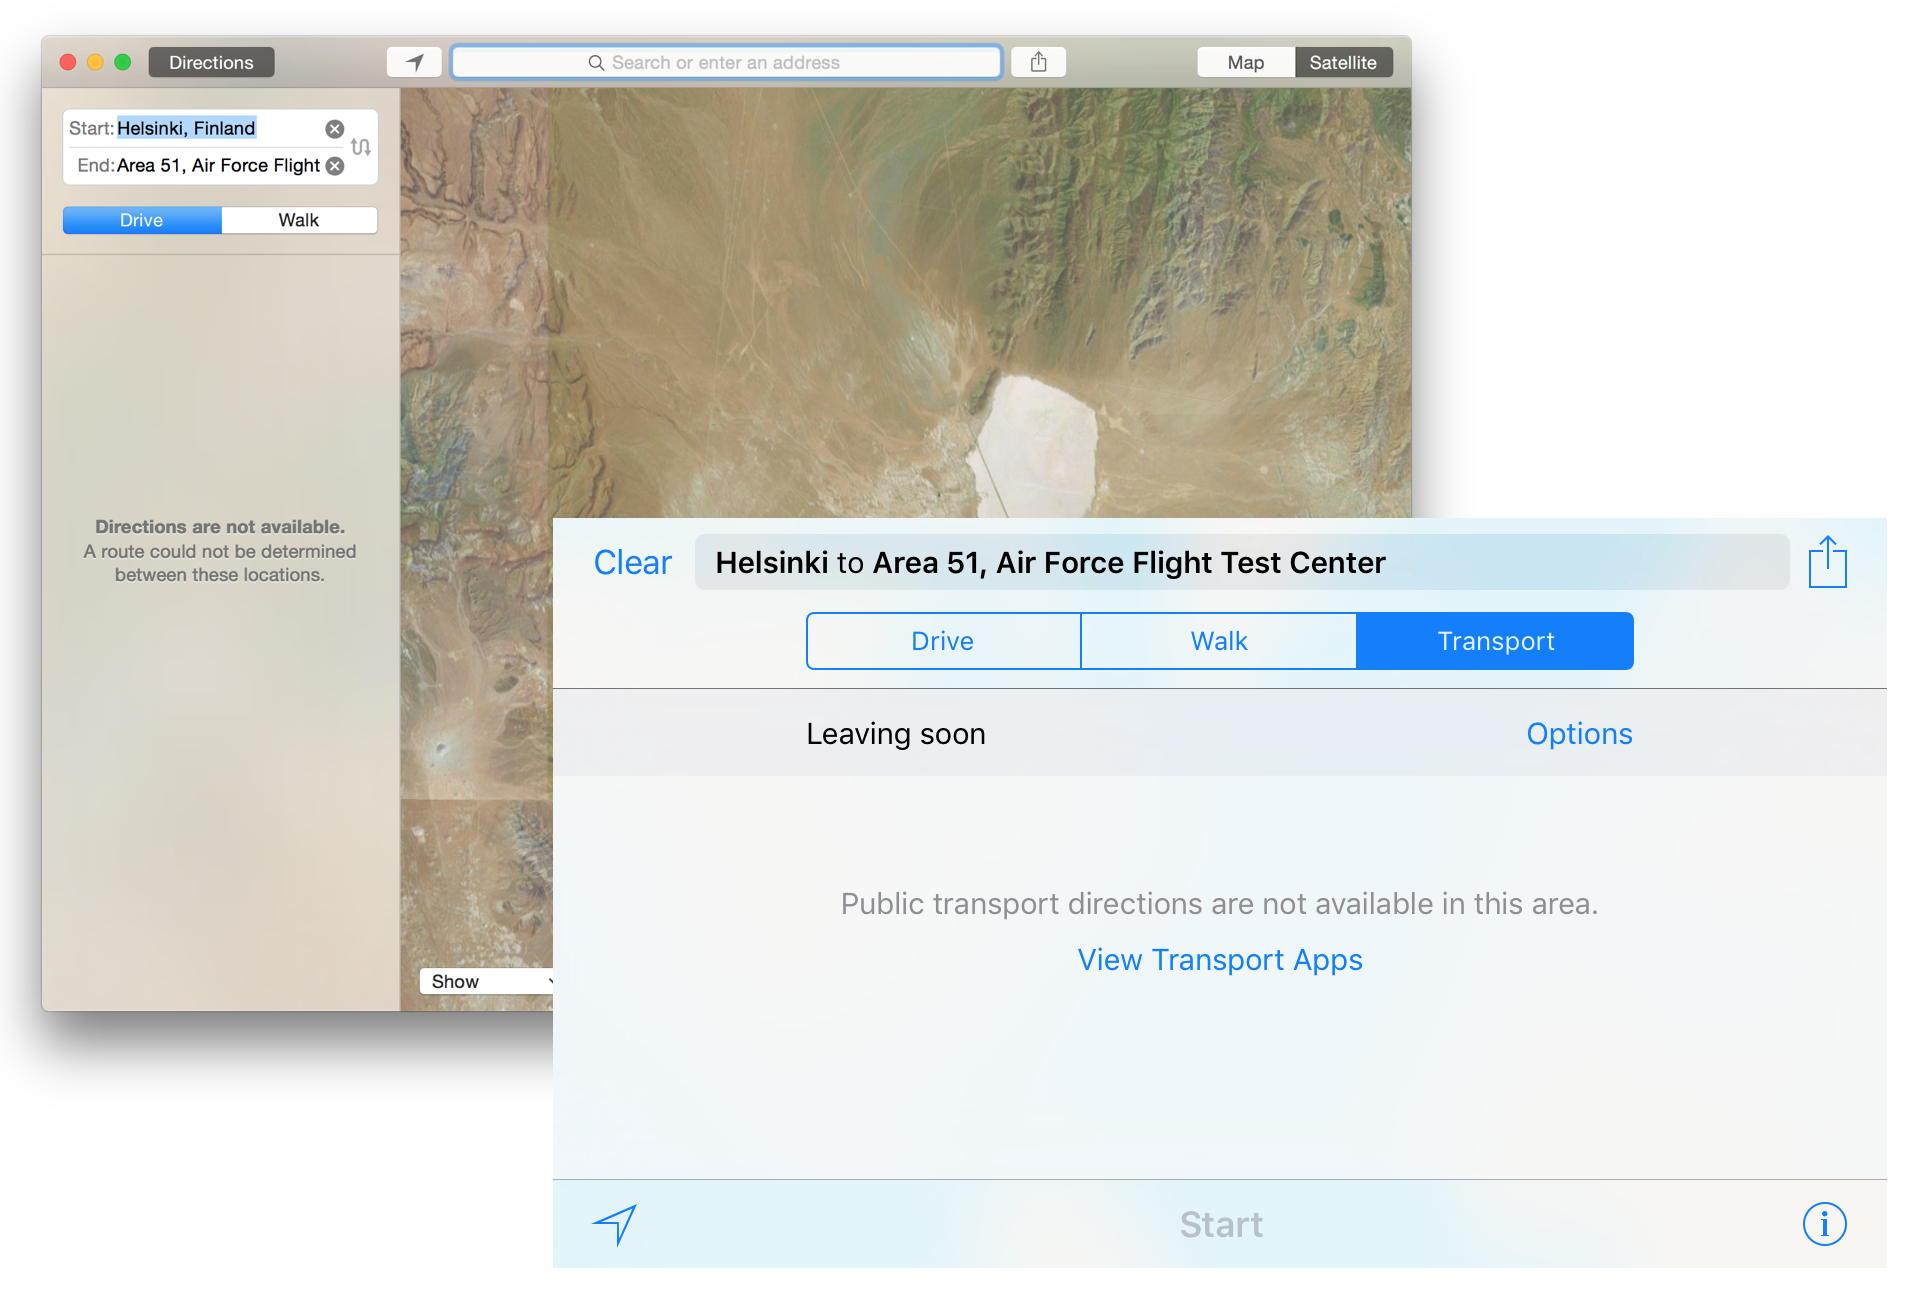 Directions
Search or enter an address
Map
Satellite
Start: Helsinki, Finland
End: Area 51, Air Force Flight
Drive
Walk
Directions are not available.
A route could not be determined
between these locations.
Show
Clear
Helsinki to Area 51, Air Force Flight Test Center
Drive
Walk
Transport
Leaving soon
Options
Public transport directions are not available in this area.
View Transport Apps
Start